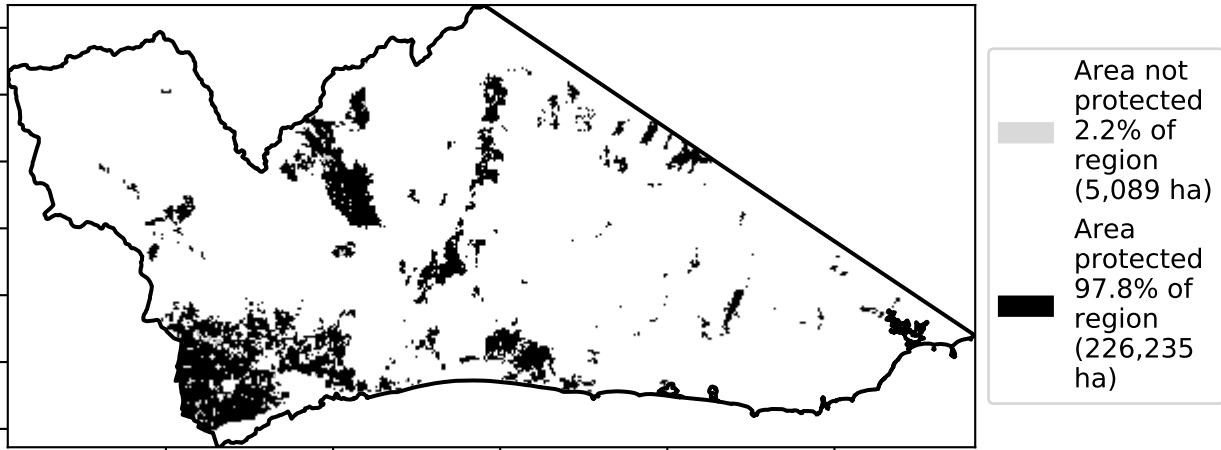 Area not
protected
2.2% of
region
(5,089 ha)
Area
protected
97.8% of
region
(226,235
ha)